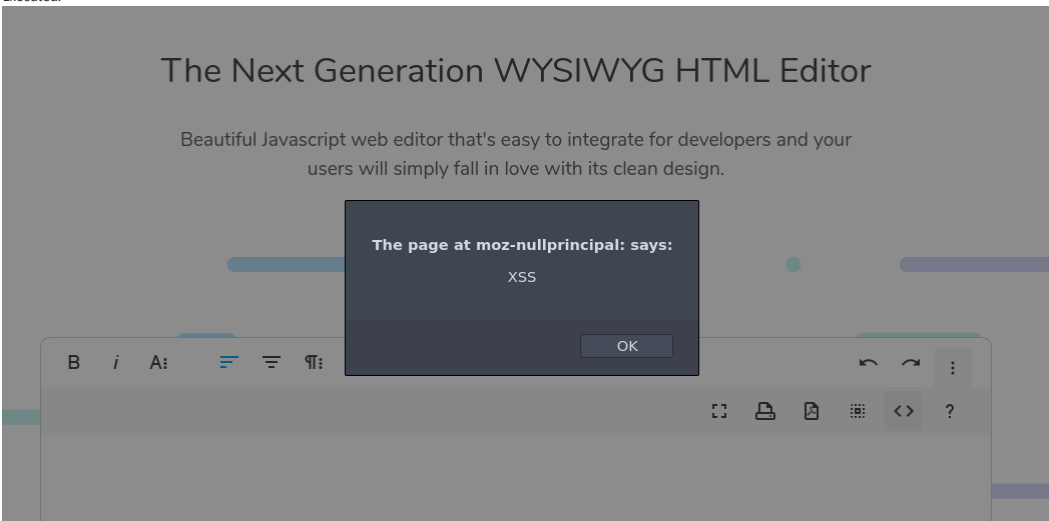 The Next Generation WYSIWYG HTML Editor
Beautiful Javascript web editor that's easy to integrate for developers and your
users will simply fall in love with its clean design.
The page at moz-nullprincipal: says:
XSS
OK
B i A
?